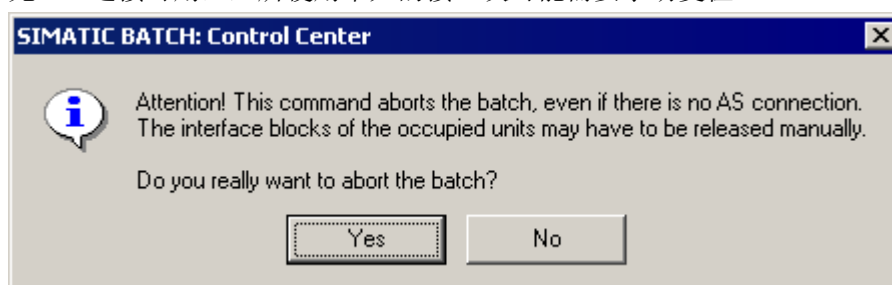 SIMATIC BATCH: Control Center
Attention! This command aborts the batch, even if there is no AS connection.
The interface blocks of the occupied units may have to be released manually.
Do you really want to abort the batch?
Yes
No